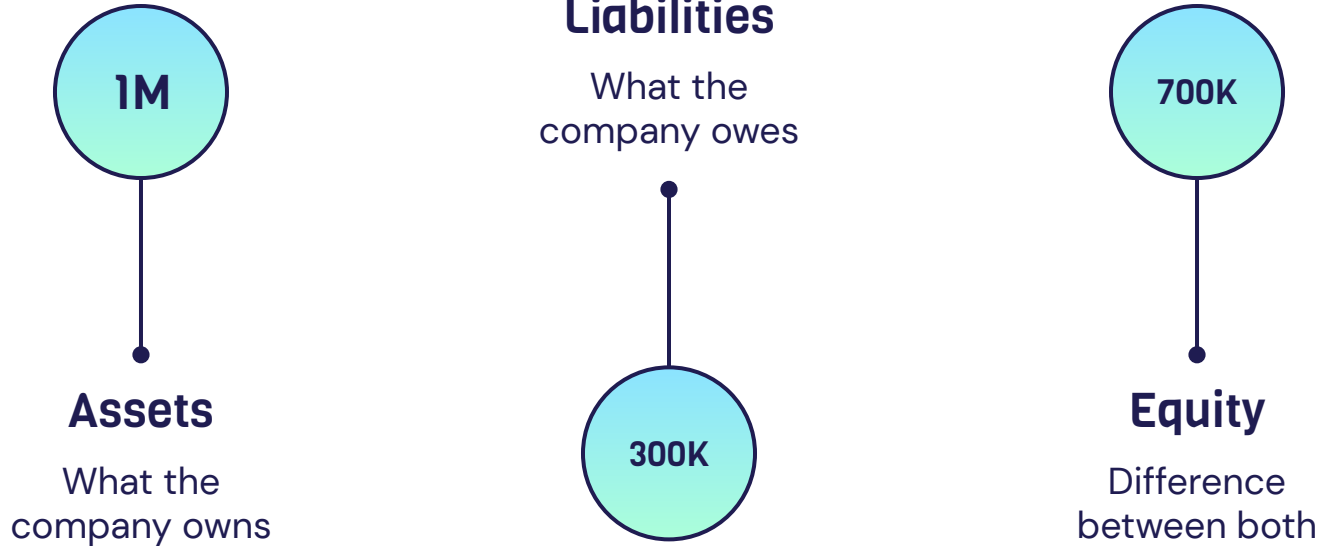 1M
Assets
What the
company owns
Liabilities
What the
company owes
300K
700K
Equity
Difference
between both